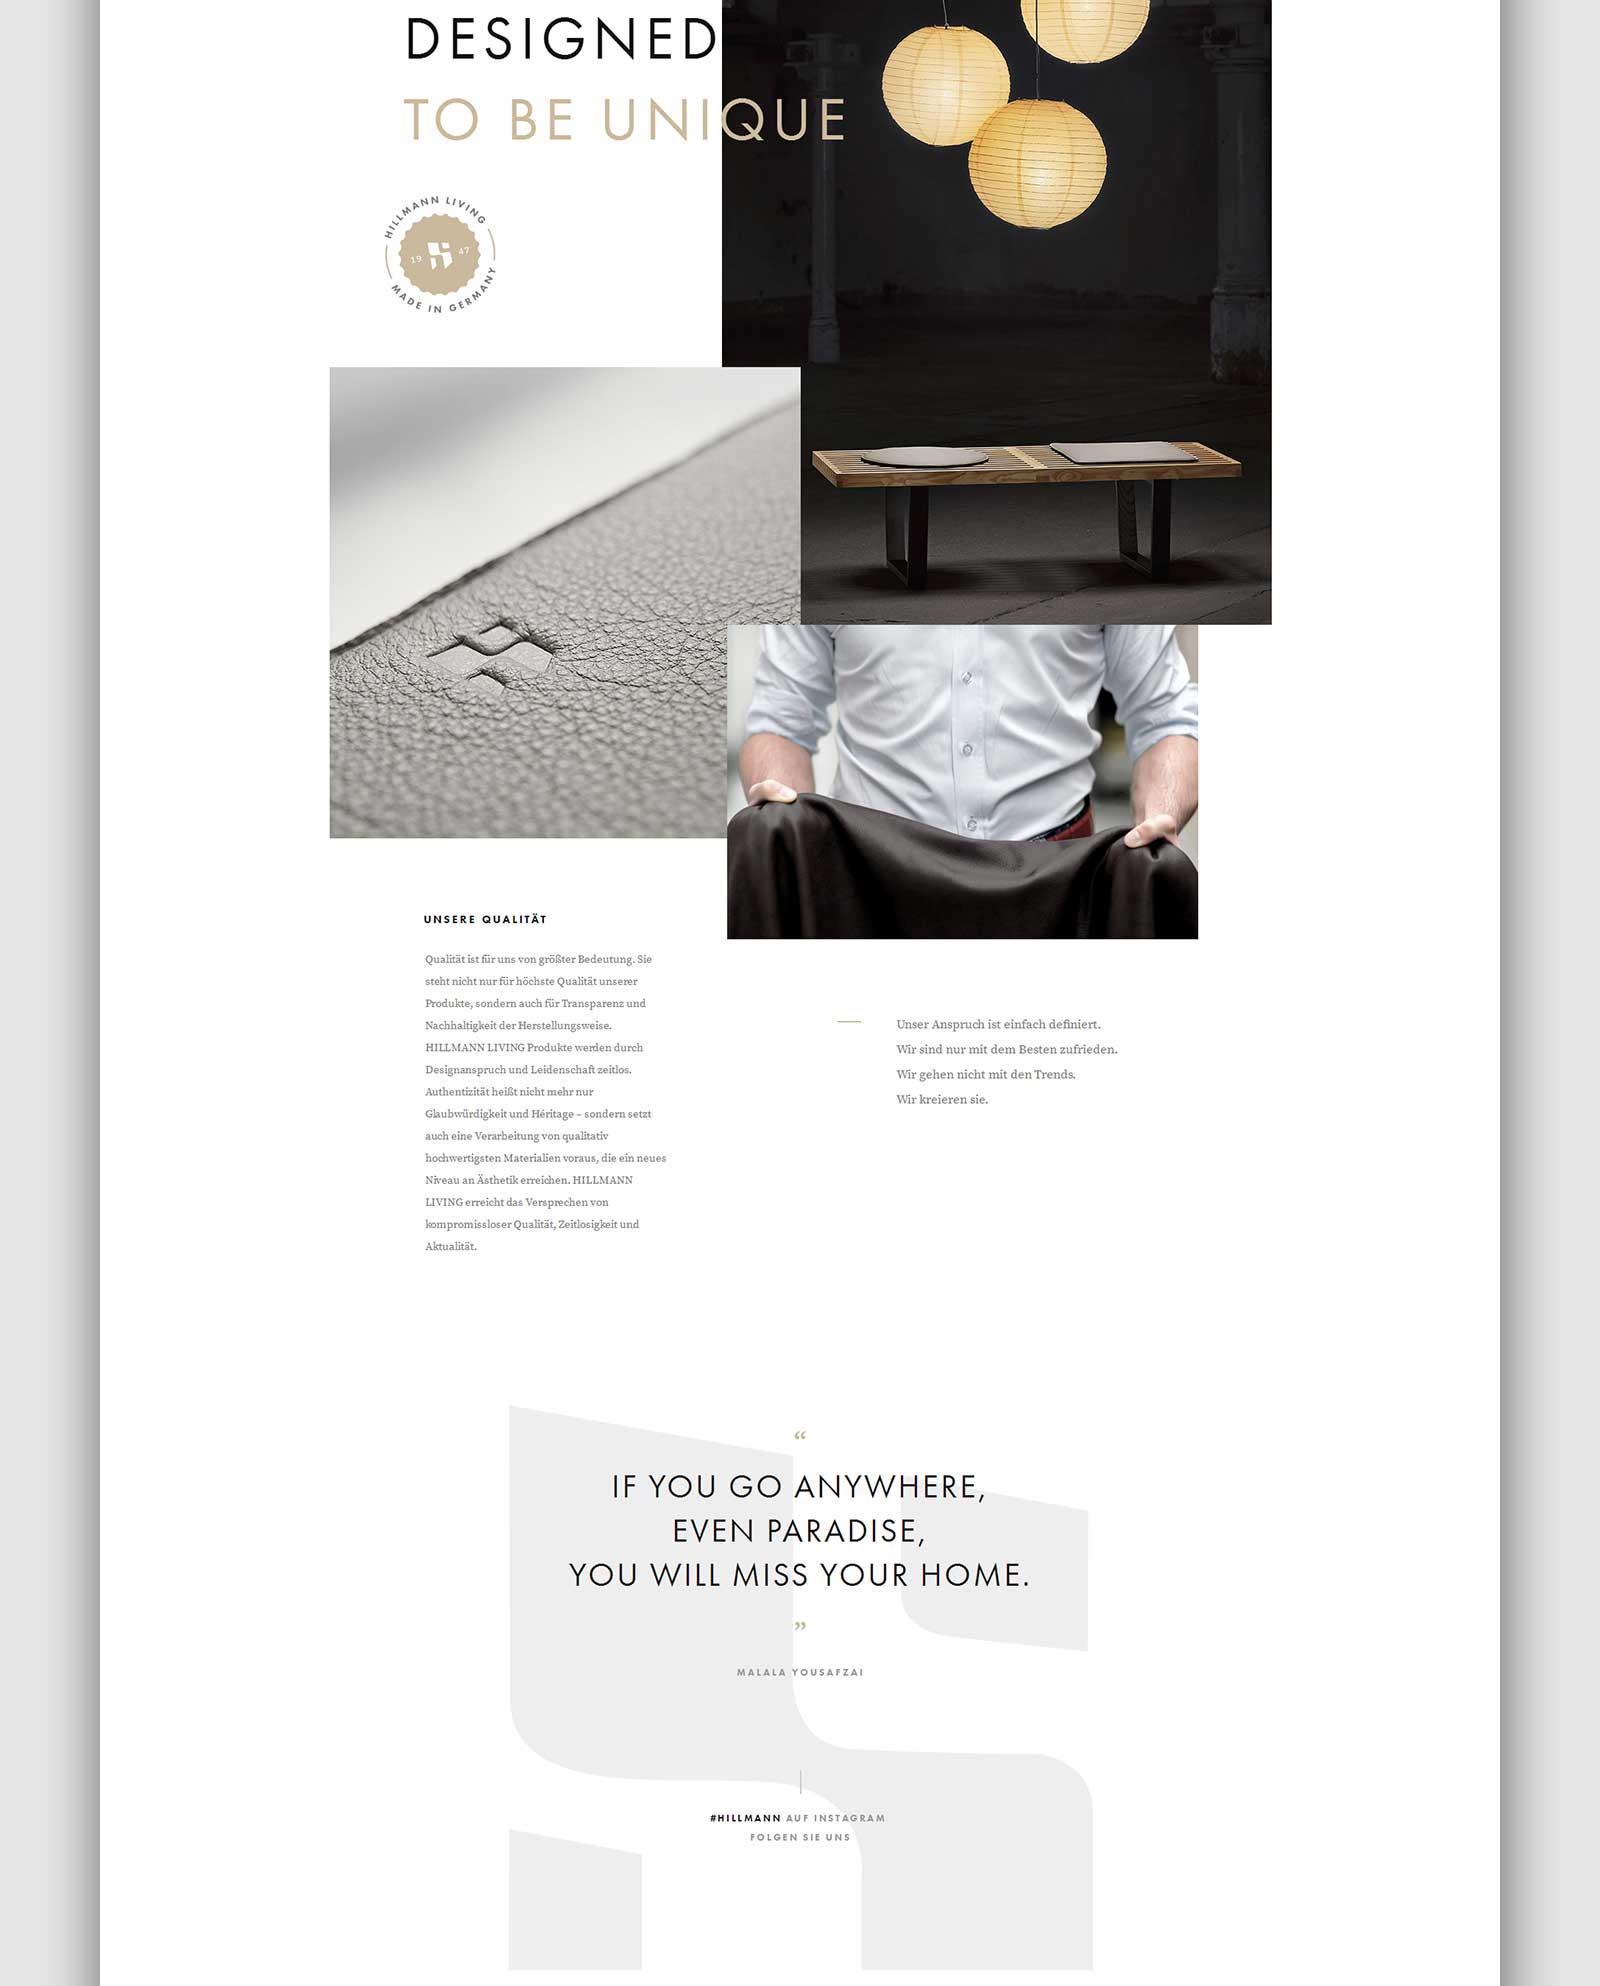 DESIGNED
TO BE UNIQUE
HILLMANN LIVING
19 47
MADE IN GERMANY
UNSERE QUALITÄT
Qualität ist für uns von größter Bedeutung. Sie
steht nicht nur für höchste Qualität unserer
Produkte, sondern auch für Transparenz und
Nachhaltigkeit der Herstellungsweise.
HILLMANN LIVING Produkte werden durch
Designanspruch und Leidenschaft zeitlos.
Authentizität heißt nicht mehr nur
Glaubwürdigkeit und Héritage – sondern setzt
auch eine Verarbeitung von qualitativ
hochwertigsten Materialien voraus, die ein neues
Niveau an Ästhetik erreichen. HILLMANN
LIVING erreicht das Versprechen von
kompromissloser Qualität, Zeitlosigkeit und
Aktualität.
Unser Anspruch ist einfach definiert.
Wir sind nur mit dem Besten zufrieden.
Wir gehen nicht mit den Trends.
Wir kreieren sie.
“
IF YOU GO ANYWHERE,
EVEN PARADISE,
YOU WILL MISS YOUR HOME.
”
MALALA YOUSAFZAI
#HILLMANN AUF INSTAGRAM
FOLGEN SIE UNS